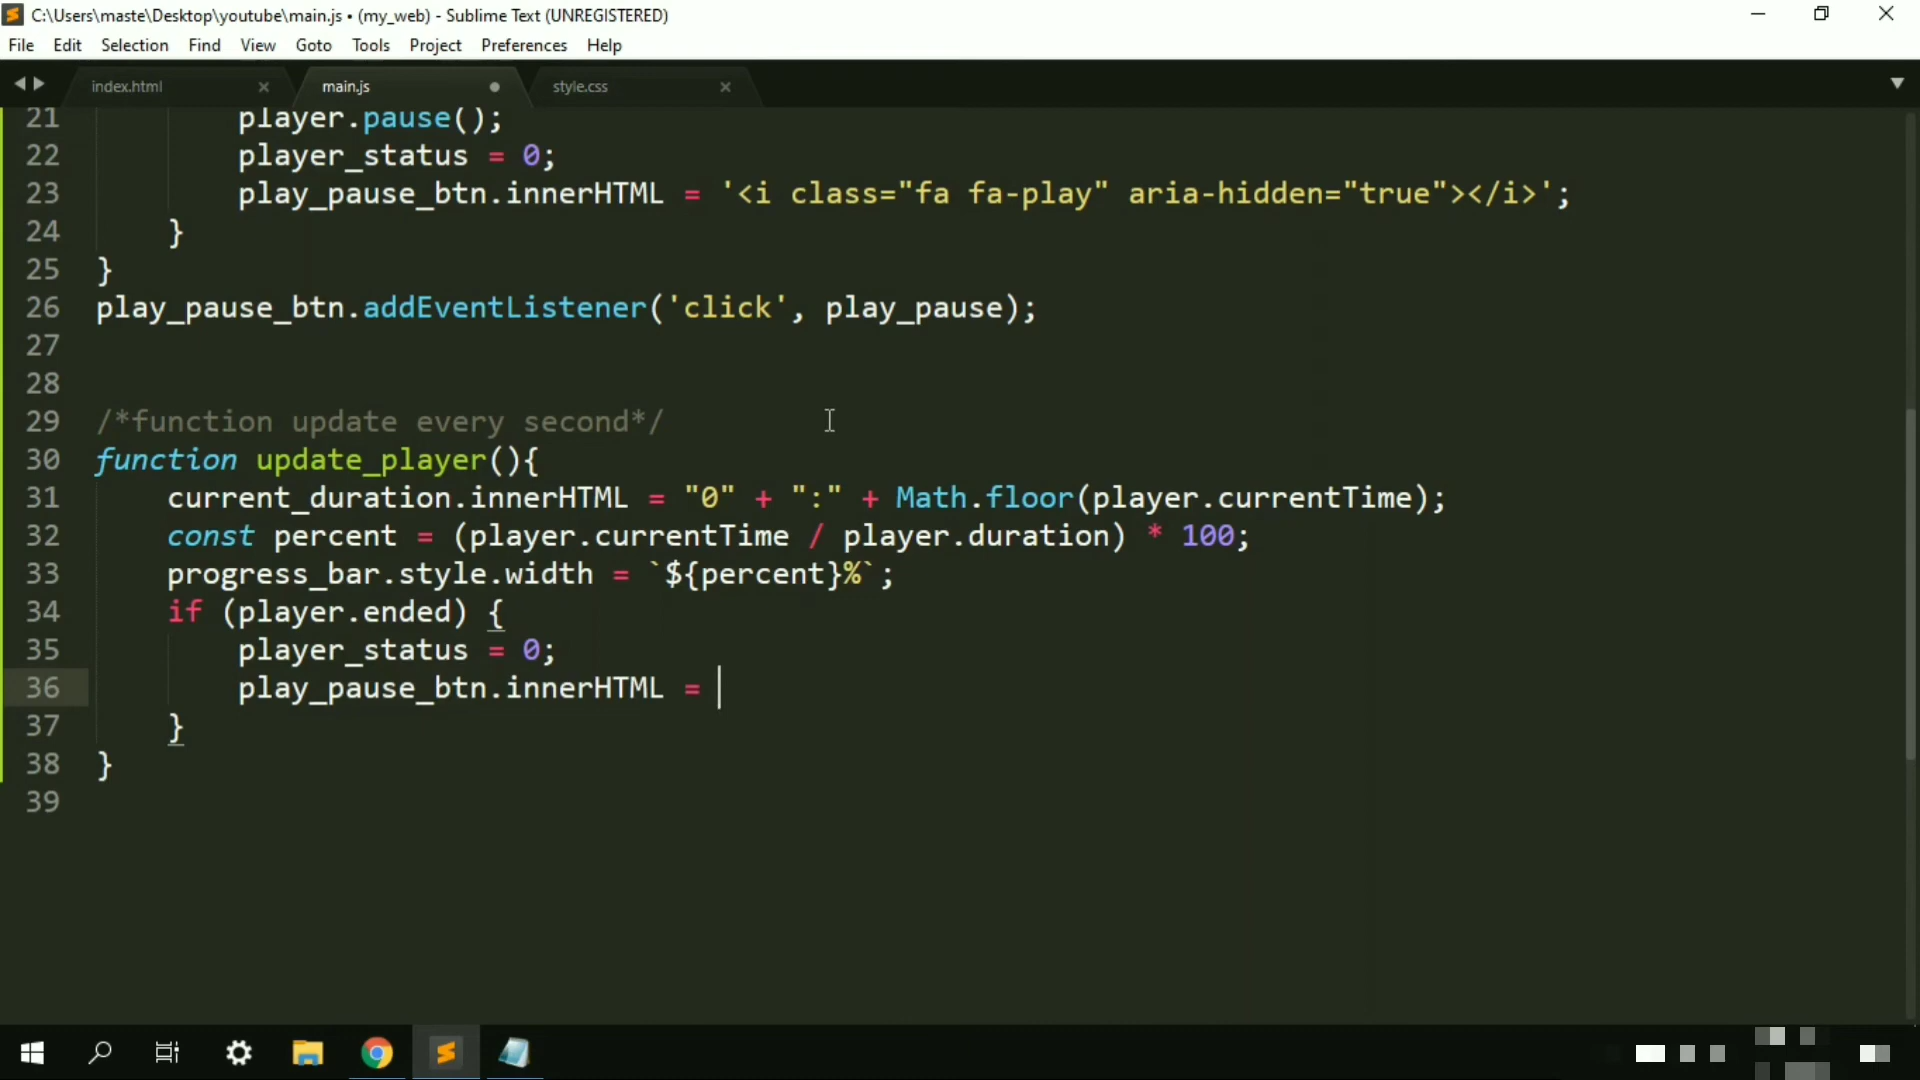 C:\Users\maste\Desktop\youtube\main.js • (my_web) - Sublime Text (UNREGISTERED)
File Edit Selection Find View Goto Tools Project Preferences Help
index.html main.js style.css
21 player.pause();
22 player_status = 0;
23 play_pause_btn.innerHTML = '<i class="fa fa-play" aria-hidden="true"></i>';
24 }
25 }
26 play_pause_btn.addEventListener('click', play_pause);
27
28
29 /*function update every second*/
30 function update_player(){
31 current_duration.innerHTML = "0" + ":" + Math.floor(player.currentTime);
32 const percent = (player.currentTime / player.duration) * 100;
33 progress_bar.style.width = `${percent}%`;
34 if (player.ended) {
35 player_status = 0;
36 play_pause_btn.innerHTML =
37 }
38 }
39